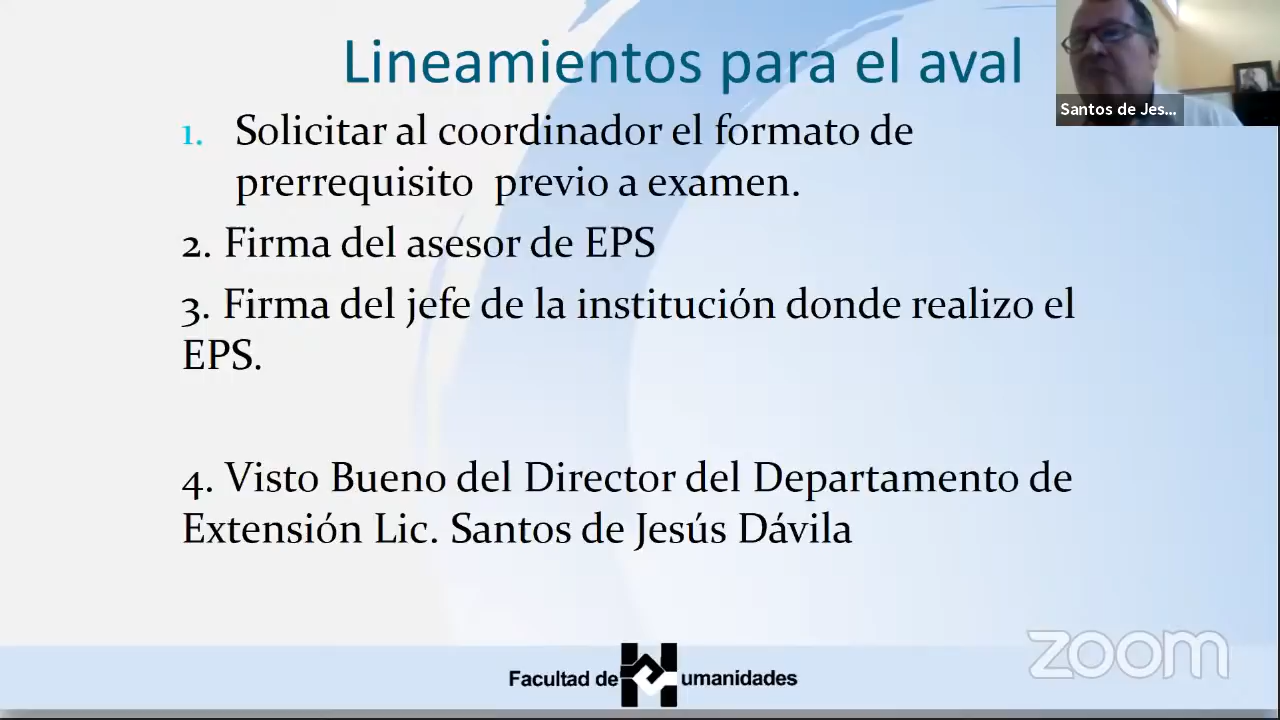 Lineamientos para el aval
Santos de Jes...
1. Solicitar al coordinador el formato de
prerrequisito previo a examen.
2. Firma del asesor de EPS
3. Firma del jefe de la institución donde realizo el
EPS.
4. Visto Bueno del Director del Departamento de
Extensión Lic. Santos de Jesús Dávila
Facultad de Humanidades
zoom